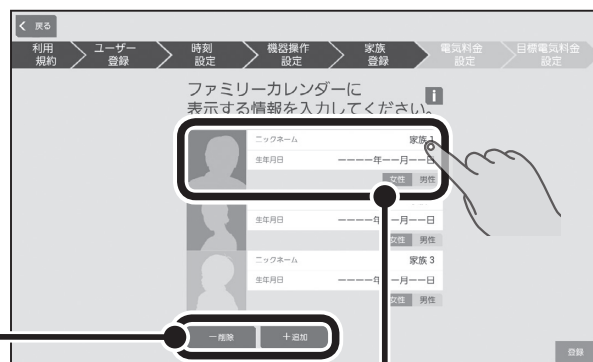 戻る
利用規約
ユーザー登録
時刻設定
機器操作設定
家族登録
電気料金設定
目標電気料金設定
ファミリーカレンダーに
表示する情報を入力してください。
i
ニックネーム 家族 1
生年月日 ーーーー年ーー月ーー日
女性 男性
生年月日 ーーーー年ーー月ーー日
女性 男性
ニックネーム 家族 3
生年月日 ーーーー年ーー月ーー日
女性 男性
－削除 ＋追加
登録